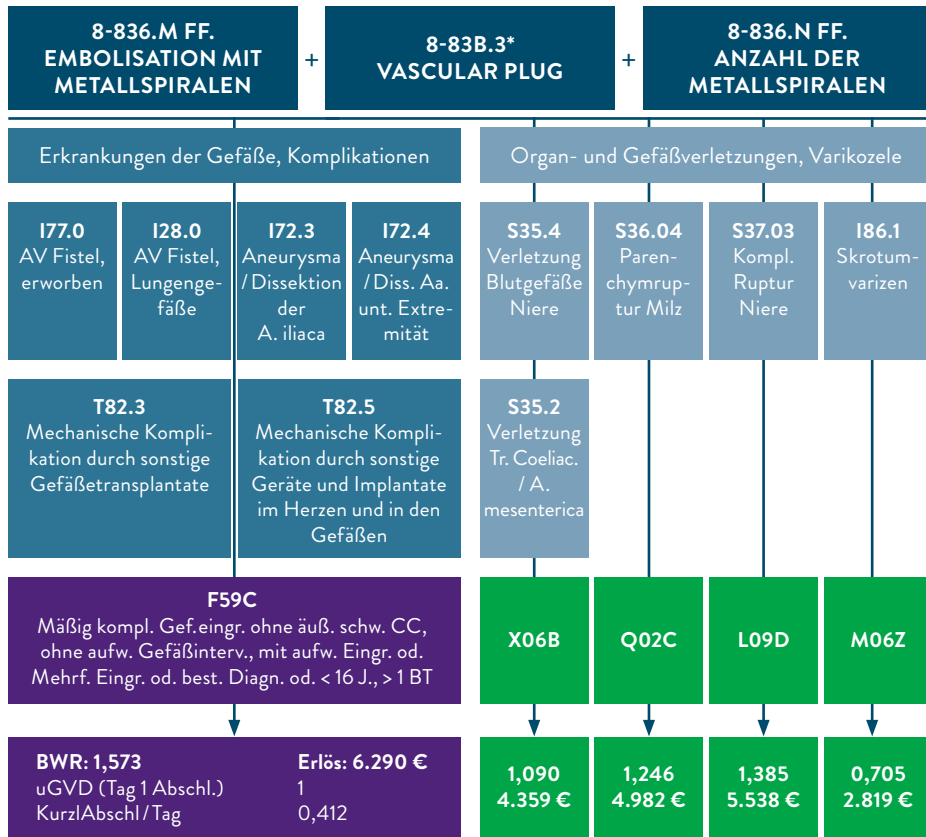 8-836.M FF.
EMBOLISATION MIT
METALLSPIRALEN
+
8-83B.3*
VASCULAR PLUG
+
8-836.N FF.
ANZAHL DER
METALLSPIRALEN
Erkrankungen der Gefäße, Komplikationen
Organ- und Gefäßverletzungen, Varikozele
I77.0
AV Fistel,
erworben
I28.0
AV Fistel,
Lungenge-
fäße
I72.3
Aneurysma
/ Dissektion
der
A. iliaca
I72.4
Aneurysma
/ Diss. Aa.
unt. Extre-
mität
S35.4
Verletzung
Blutgefäße
Niere
S36.04
Paren-
chymrup-
tur Milz
S37.03
Kompl.
Ruptur
Niere
I86.1
Skrotum-
varizen
T82.3
Mechanische Kompli-
kation durch sonstige
Gefäßetransplantate
T82.5
Mechanische Kompli-
kation durch sonstige
Geräte und Implantate
im Herzen und in den
Gefäßen
S35.2
Verletzung
Tr. Coeliac.
/ A.
mesenterica
F59C
Mäßig kompl. Gef.eingr. ohne äuß. schw. CC,
ohne aufw. Gefäßinterv., mit aufw. Eingr. od.
Mehrf. Eingr. od. best. Diagn. od. < 16 J., > 1 BT
X06B
Q02C
L09D
M06Z
BWR: 1,573 Erlös: 6.290 €
uGVD (Tag 1 Abschl.) 1
KurzlAbschl / Tag 0,412
1,090
4.359 €
1,246
4.982 €
1,385
5.538 €
0,705
2.819 €